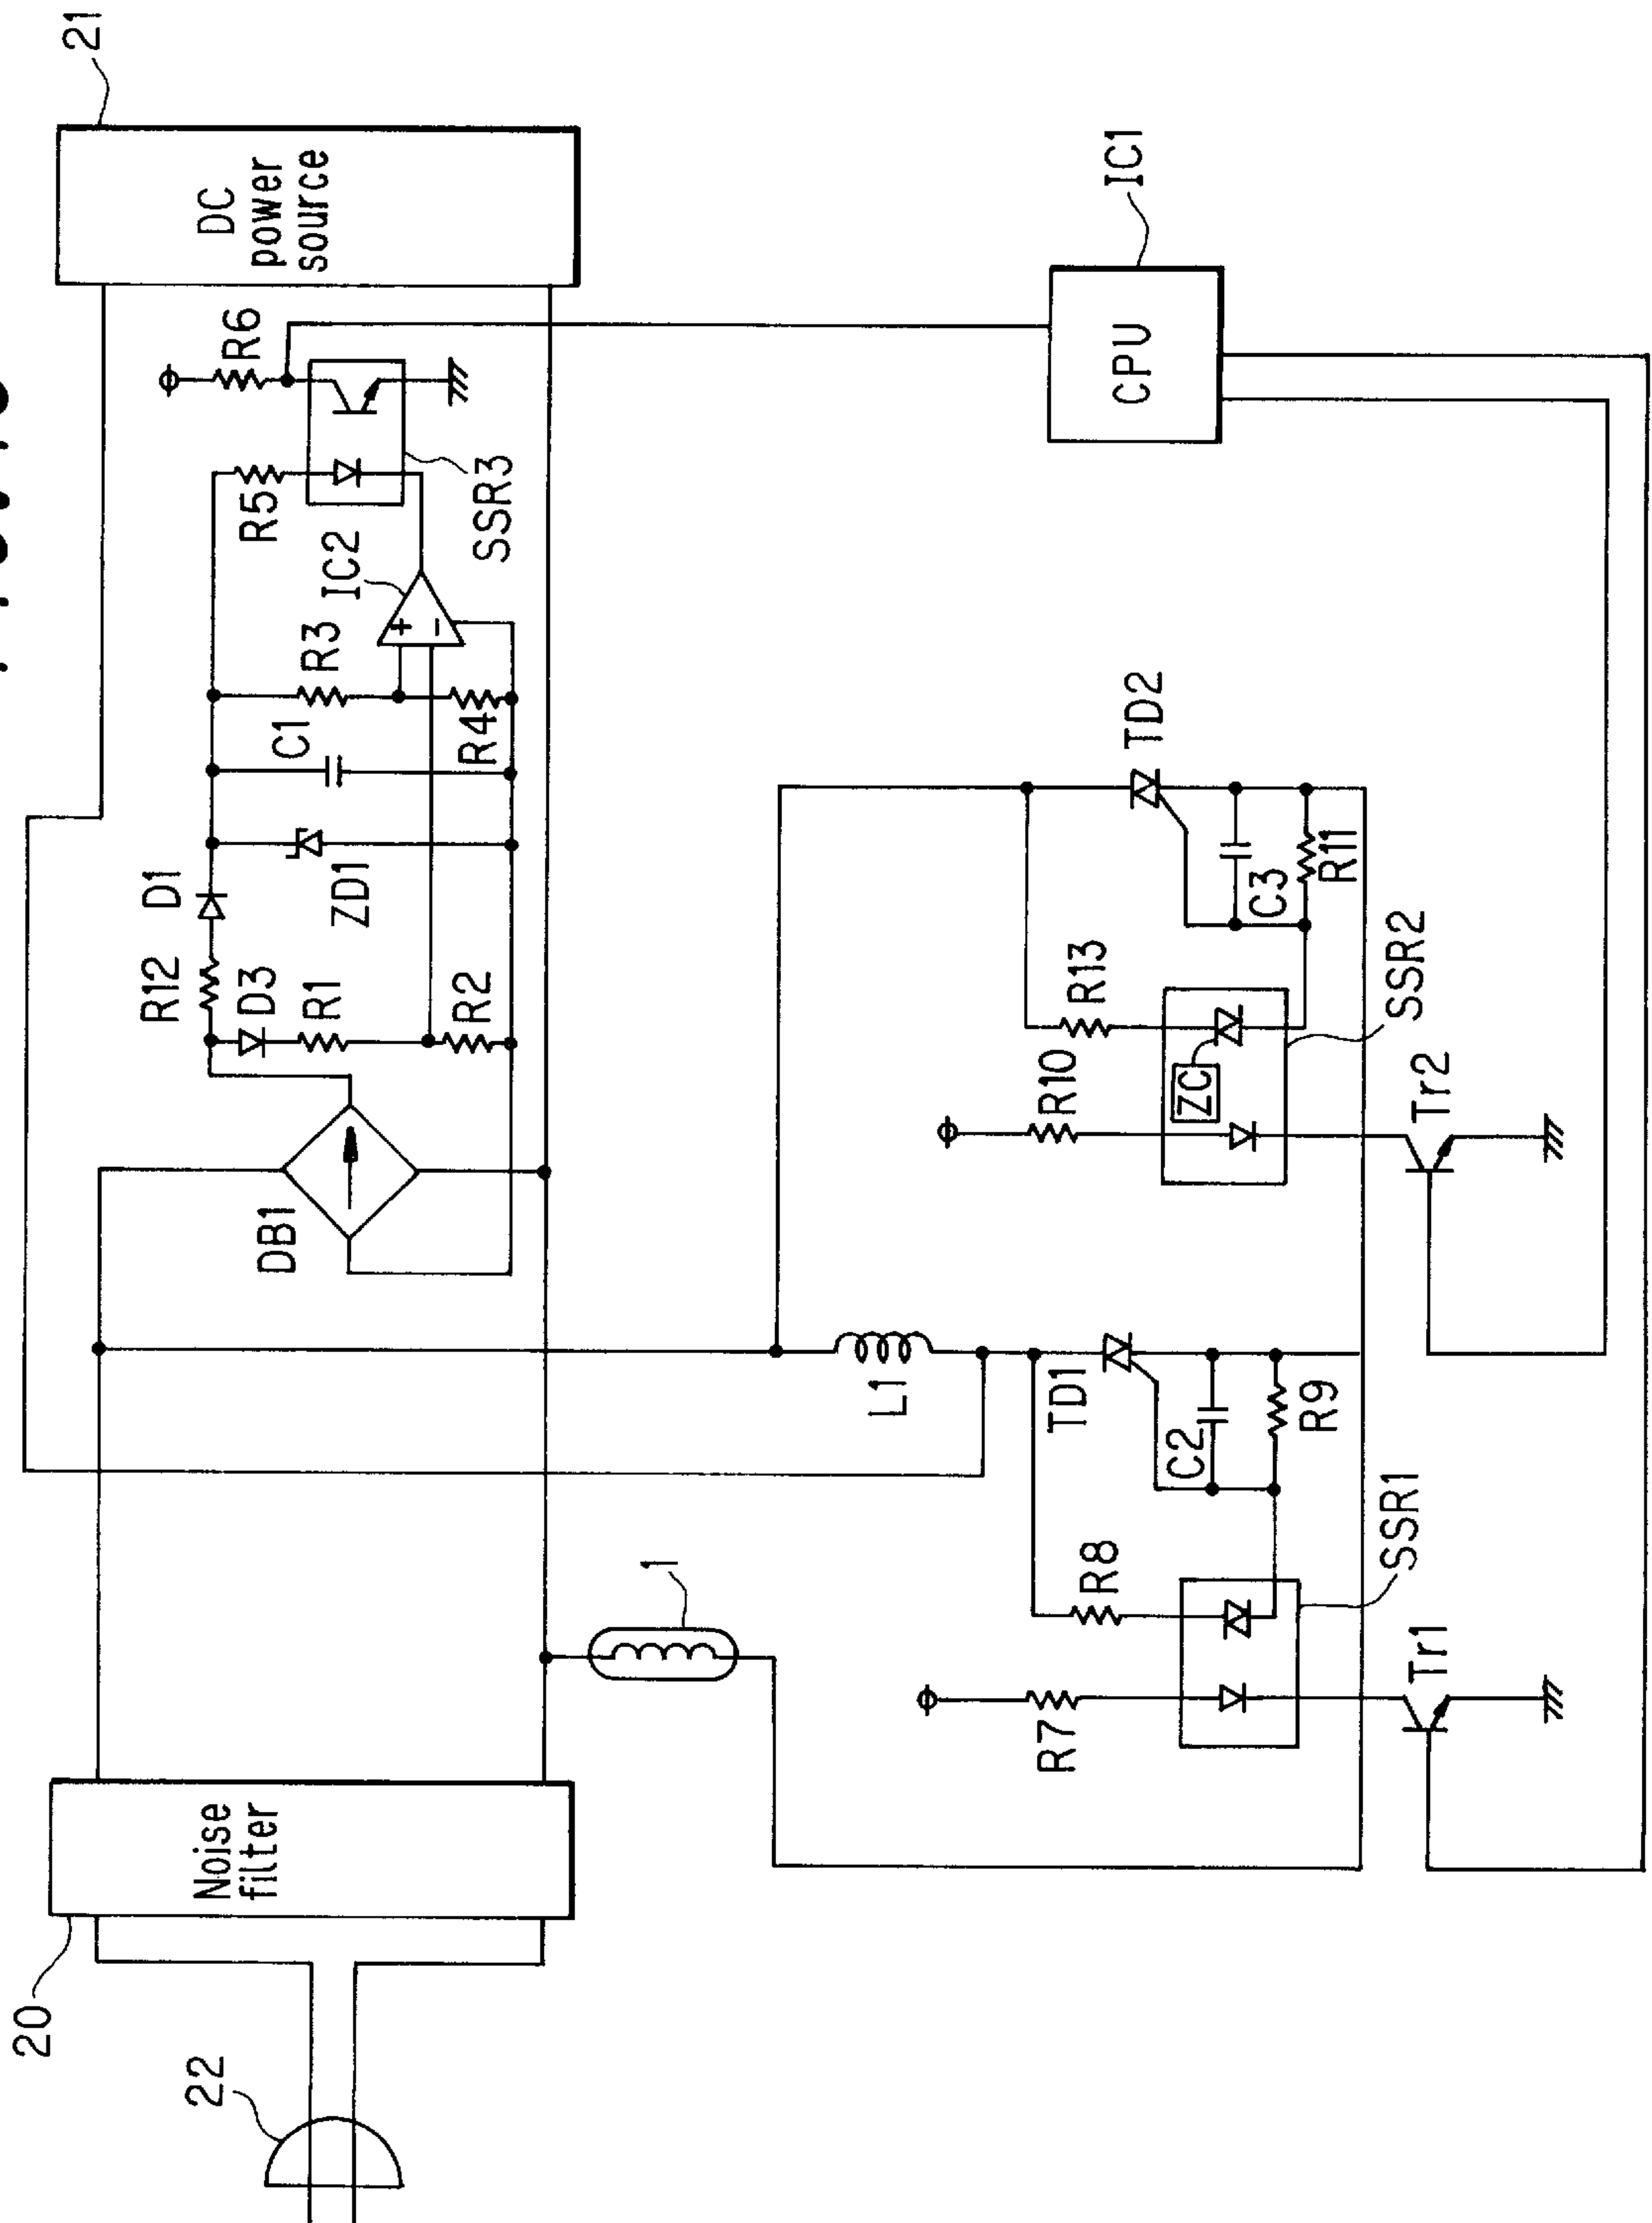 21
DC
power
source
R6
R5
SSR3
IC2
R3
R4
C1
ZD1
D1
R12
D3
R1
R2
DB1
IC1
CPU
TD2
C3
R11
R13
SSR2
ZC
R10
Tr2
L1
TD1
C2
R9
R8
SSR1
1
R7
Tr1
Noise
filter
20
22
+
−